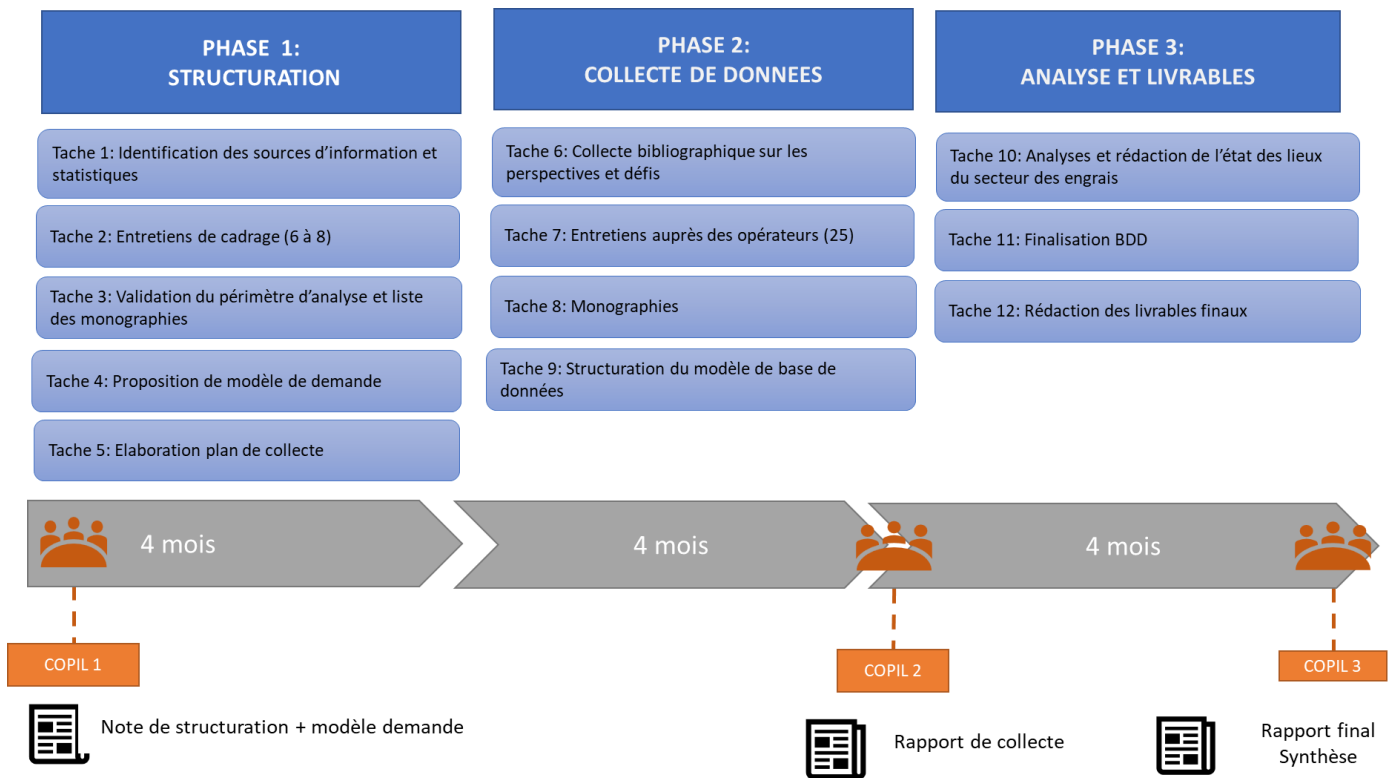 PHASE 1:
STRUCTURATION
Tache 1: Identification des sources d'information et
statistiques
Tache 2: Entretiens de cadrage (6 à 8)
Tache 3: Validation du périmètre d'analyse et liste
des monographies
Tache 4: Proposition de modèle de demande
Tache 5: Elaboration plan de collecte
PHASE 2:
COLLECTE DE DONNEES
Tache 6: Collecte bibliographique sur les
perspectives et défis
Tache 7: Entretiens auprès des opérateurs (25)
Tache 8: Monographies
Tache 9: Structuration du modèle de base de
données
PHASE 3:
ANALYSE ET LIVRABLES
Tache 10: Analyses et rédaction de l'état des lieux
du secteur des engrais
Tache 11: Finalisation BDD
Tache 12: Rédaction des livrables finaux
4 mois
4 mois
4 mois
COPIL 1
COPIL 2
COPIL 3
Note de structuration + modèle demande
Rapport de collecte
Rapport final
Synthèse